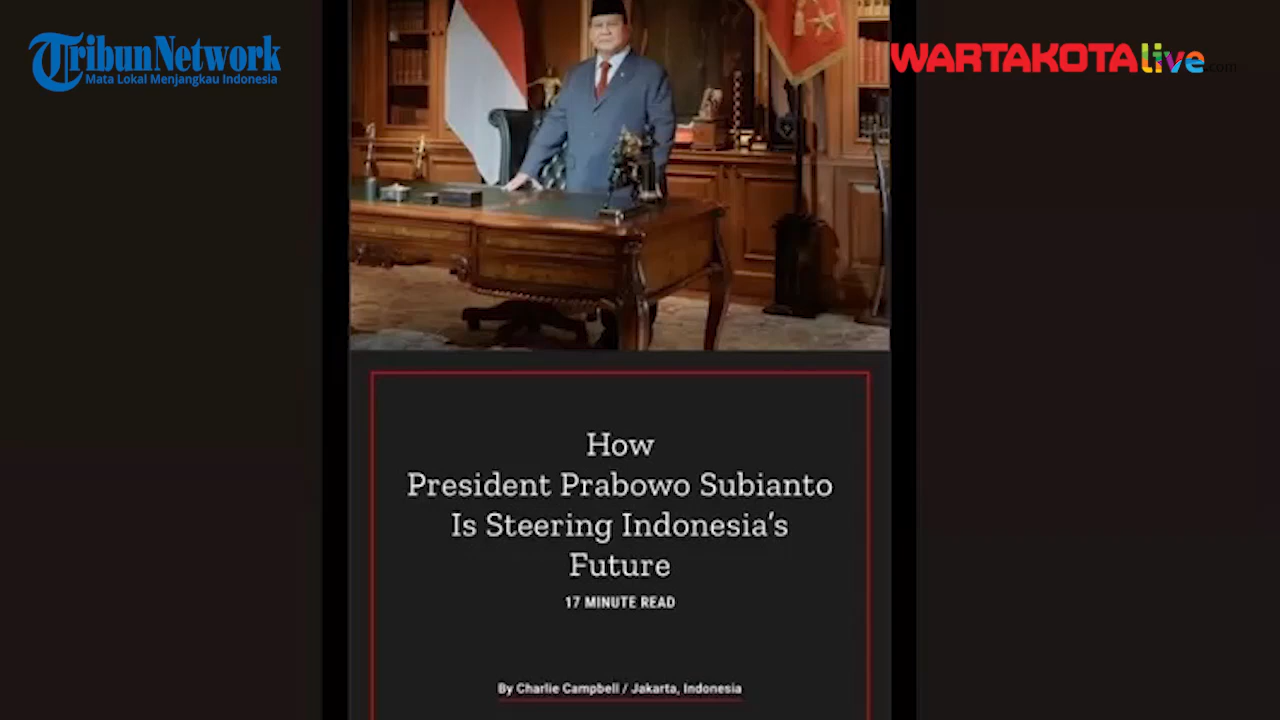 TribunNetwork
Mata Lokal Menjangkau Indonesia
WARTAKOTAlive.com
How
President Prabowo Subianto
Is Steering Indonesia's
Future
17 MINUTE READ
By Charlie Campbell / Jakarta, Indonesia